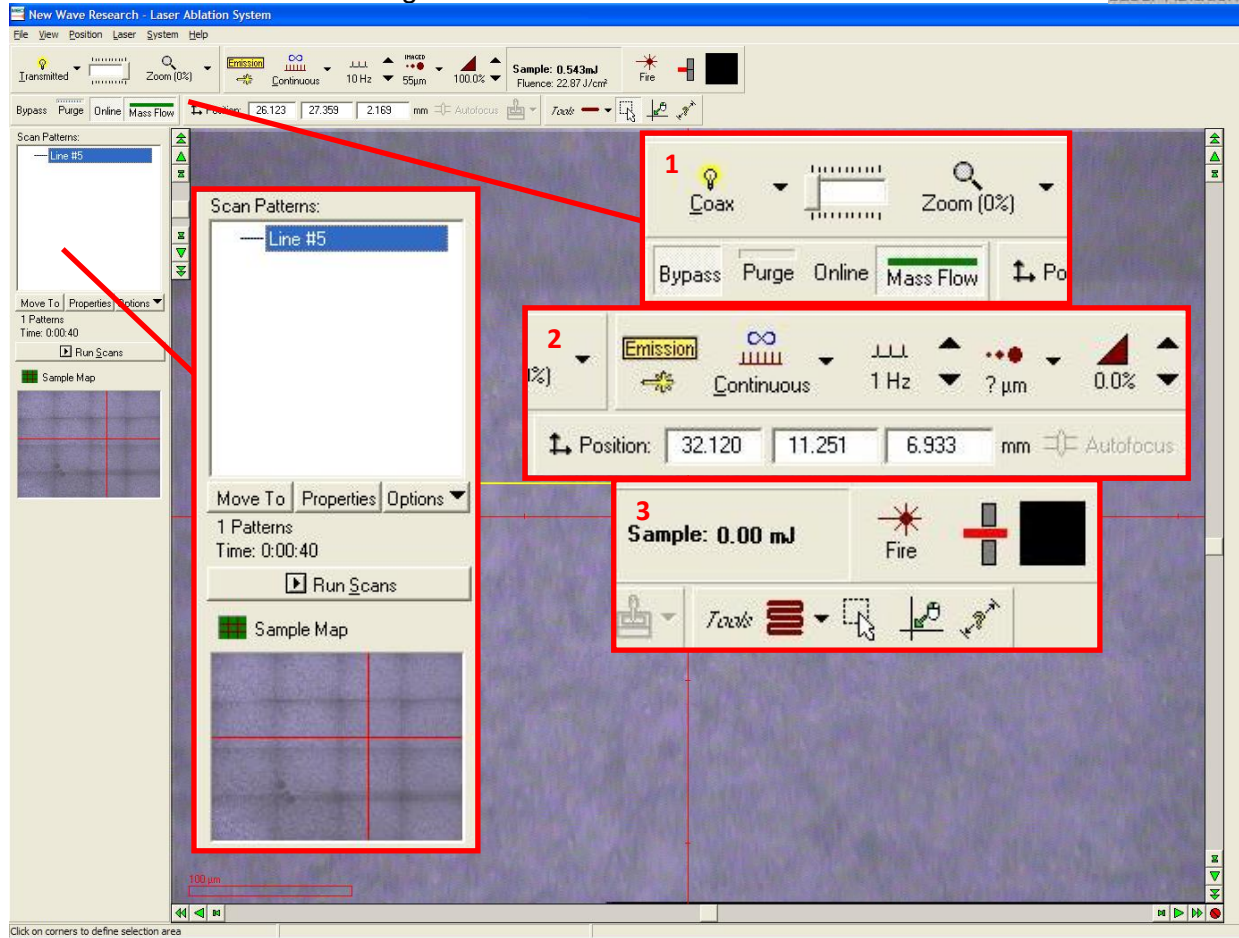 New Wave Research - Laser Ablation System
File View Position Laser System Help
Transmitted Zoom (0%) Emission Continuous 10 Hz IMAGED 55µm 100.0% Sample: 0.543mJ Fluence: 22.87 J/cm² Fire
Bypass Purge Online Mass Flow Position: 26.123 27.359 2.169 mm Autofocus Tools
Scan Patterns:
Line #5
Move To Properties Options
1 Patterns
Time: 0:00:40
Run Scans
Sample Map
Scan Patterns:
Line #5
Move To Properties Options
1 Patterns
Time: 0:00:40
Run Scans
Sample Map
1
Coax Zoom (0%)
Bypass Purge Online Mass Flow Po
2
%) Emission Continuous 1 Hz ? µm 0.0%
Position: 32.120 11.251 6.933 mm Autofocus
3
Sample: 0.00 mJ Fire
Tools
100 µm
Click on corners to define selection area